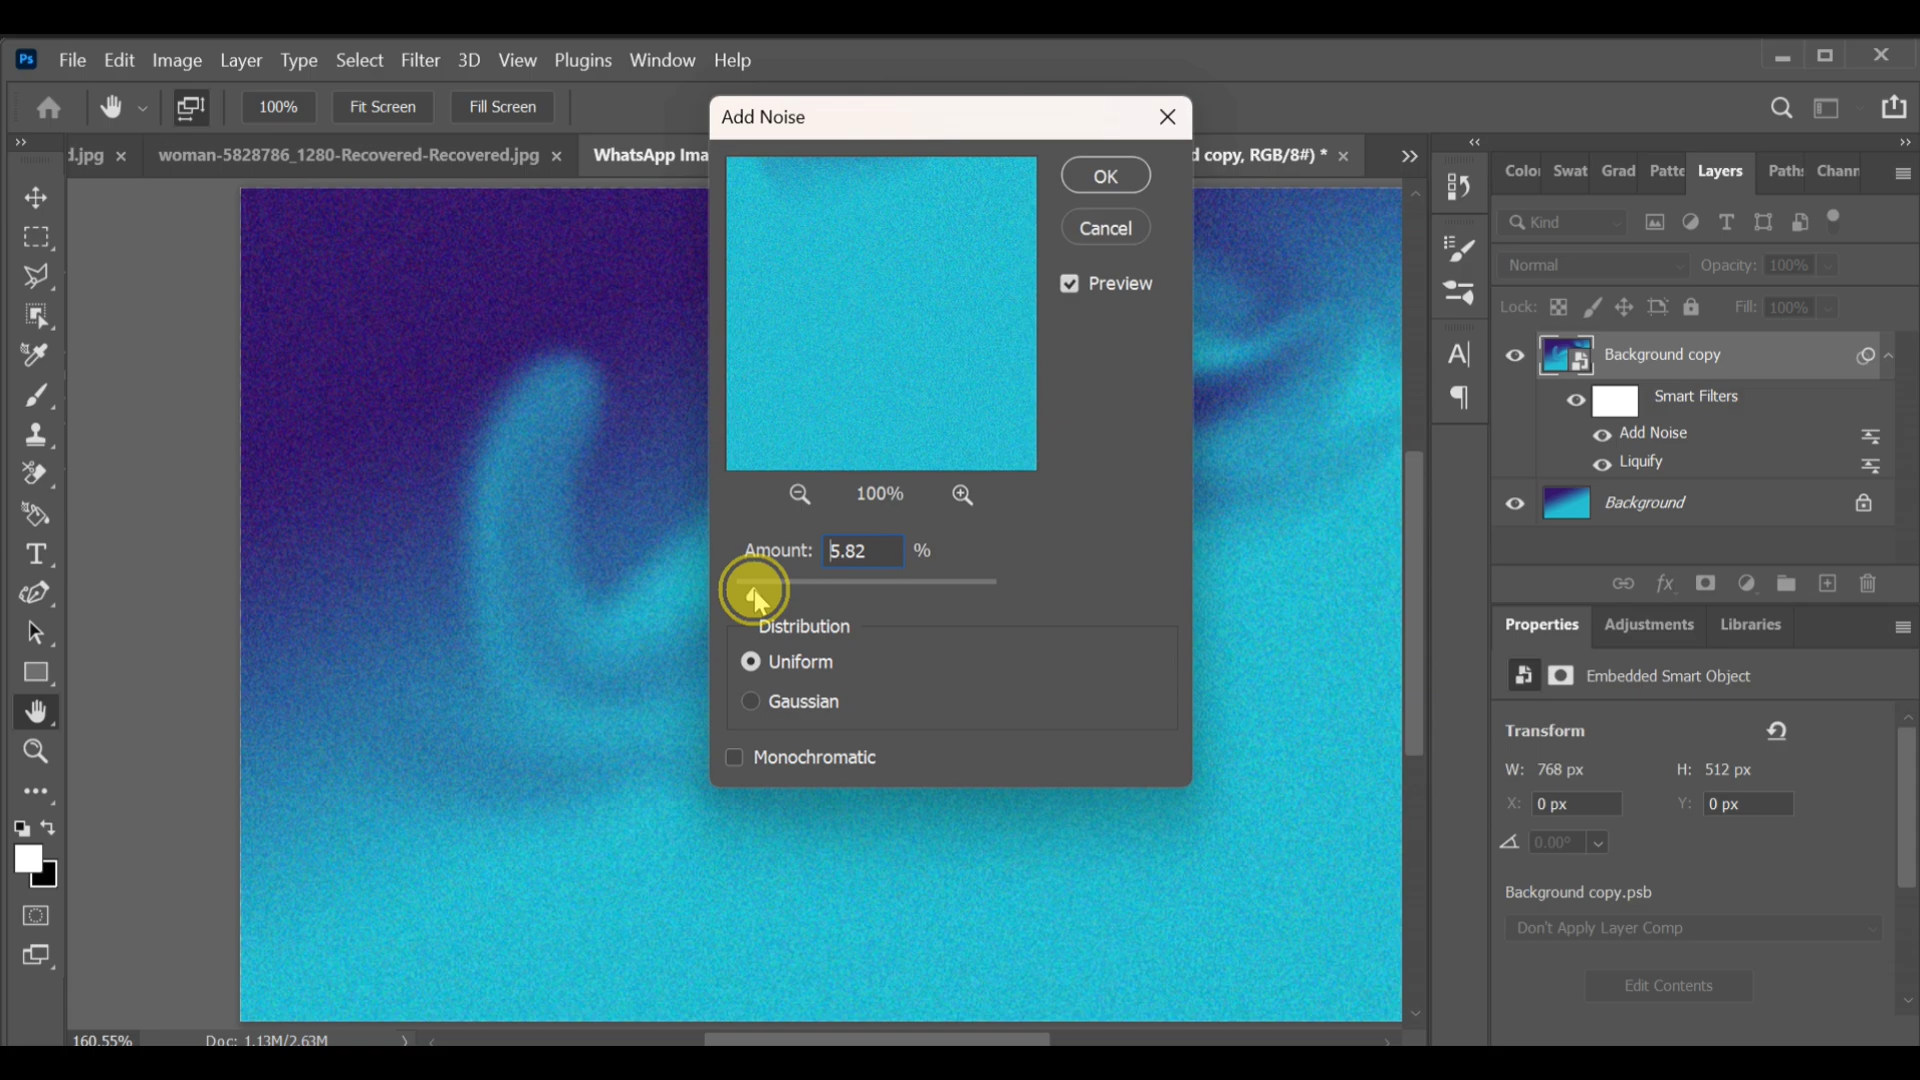 Ps File Edit Image Layer Type Select Filter 3D View Plugins Window Help
100% Fit Screen Fill Screen
d.jpg woman-5828786_1280-Recovered-Recovered.jpg WhatsApp Ima d copy, RGB/8#) *
Add Noise
OK
Cancel
Preview
100%
Amount: 5.82 %
Distribution
Uniform
Gaussian
Monochromatic
Color Swat Grad Patte Layers Paths Chann
Kind
Normal Opacity: 100%
Lock: Fill: 100%
Background copy
Smart Filters
Add Noise
Liquify
Background
fx
Properties Adjustments Libraries
Embedded Smart Object
Transform
W: 768 px H: 512 px
X: 0 px Y: 0 px
0.00°
Background copy.psb
Don't Apply Layer Comp
Edit Contents
160.55% Doc: 1.13M/2.63M